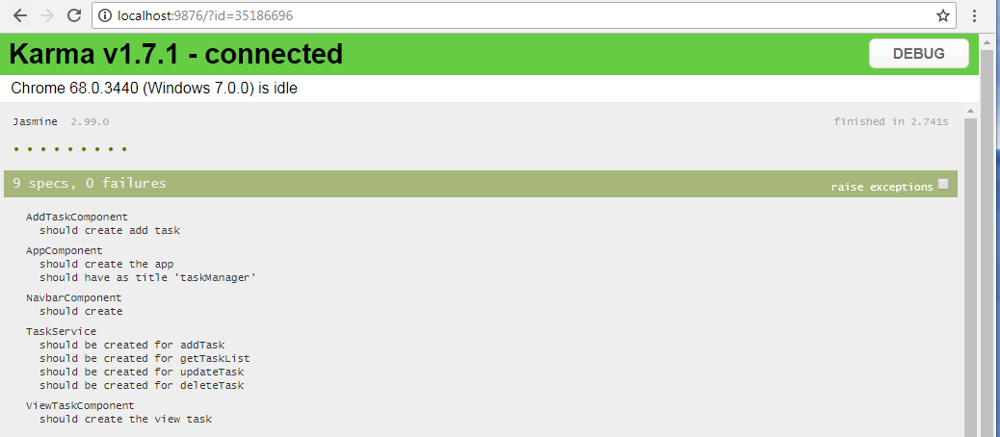 localhost:9876/?id=35186696
Karma v1.7.1 - connected
DEBUG
Chrome 68.0.3440 (Windows 7.0.0) is idle
Jasmine 2.99.0
finished in 2.741s
9 specs, 0 failures
raise exceptions
AddTaskComponent
should create add task
AppComponent
should create the app
should have as title 'taskManager'
NavbarComponent
should create
TaskService
should be created for addTask
should be created for getTaskList
should be created for updateTask
should be created for deleteTask
ViewTaskComponent
should create the view task